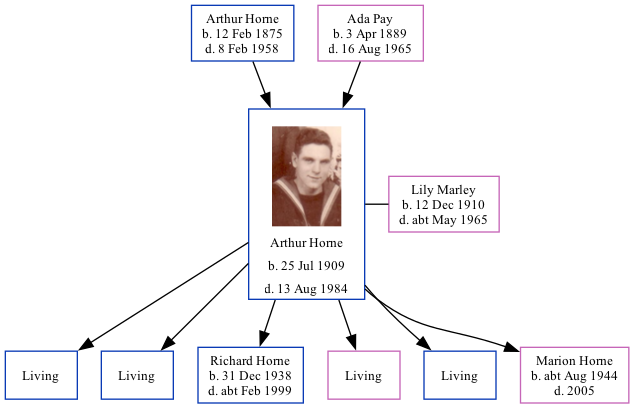 Arthur Horne
b. 12 Feb 1875
d. 8 Feb 1958
Ada Pay
b. 3 Apr 1889
d. 16 Aug 1965
Lily Marley
b. 12 Dec 1910
d. abt May 1965
Arthur Horne
b. 25 Jul 1909
d. 13 Aug 1984
Living
Living
Richard Horne
b. 31 Dec 1938
d. abt Feb 1999
Living
Living
Marion Horne
b. abt Aug 1944
d. 2005